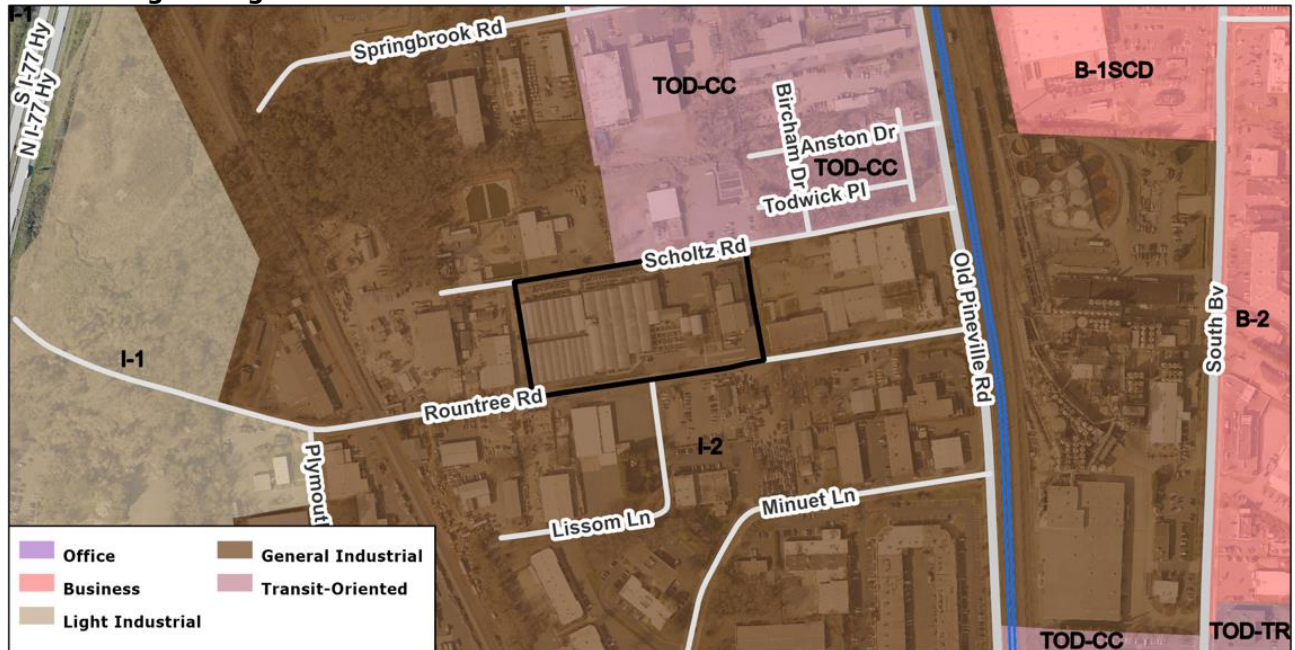 I-1
S I-77 Hy
N I-77 Hy
Springbrook Rd
TOD-CC
B-1SCD
Bircham Dr
Anston Dr
TOD-CC
Todwick Pl
Scholtz Rd
Old Pineville Rd
South Bv
B-2
I-1
Rountree Rd
Plymout
I-2
Lissom Ln
Minuet Ln
Office
General Industrial
Business
Transit-Oriented
Light Industrial
TOD-CC
TOD-TR